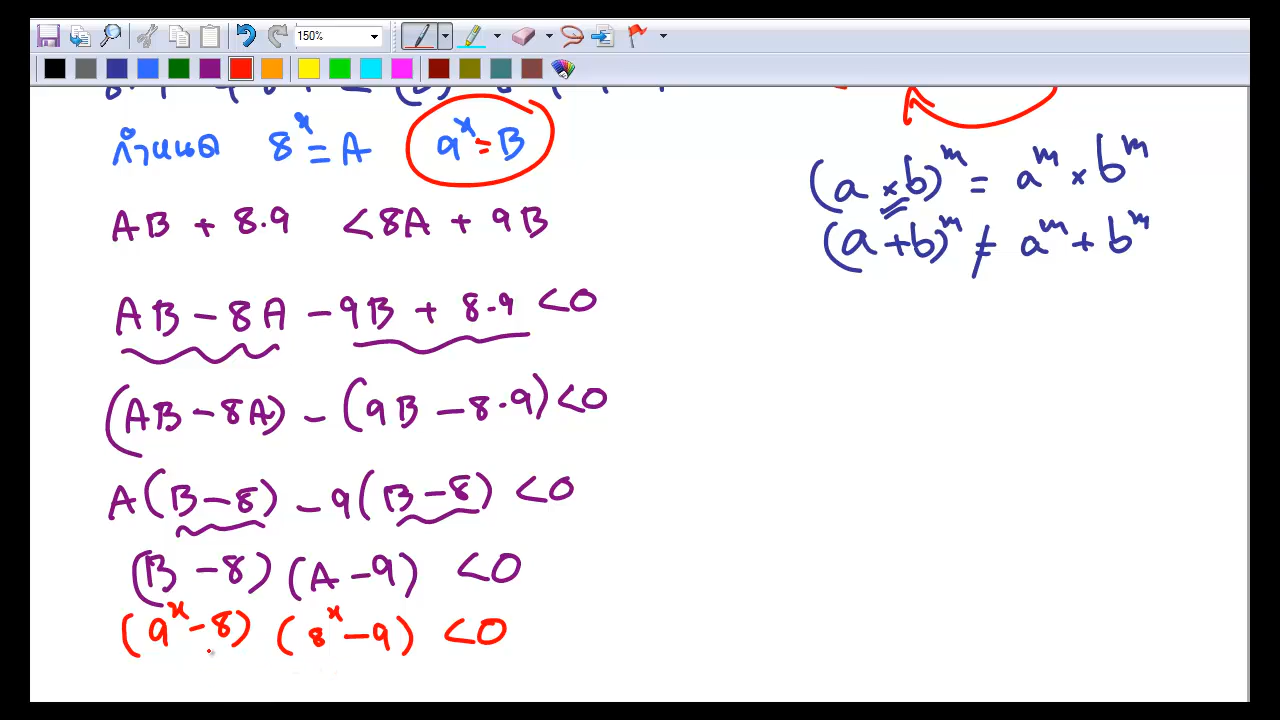 150%
กำหนด 8^x = A 9^x = B
AB + 8·9 < 8A + 9B
AB − 8A − 9B + 8·9 < 0
(AB − 8A) − (9B − 8·9) < 0
A(B − 8) − 9(B − 8) < 0
(B − 8)(A − 9) < 0
(9^x − 8)(8^x − 9) < 0
(a × b)^m = a^m × b^m
(a + b)^m ≠ a^m + b^m